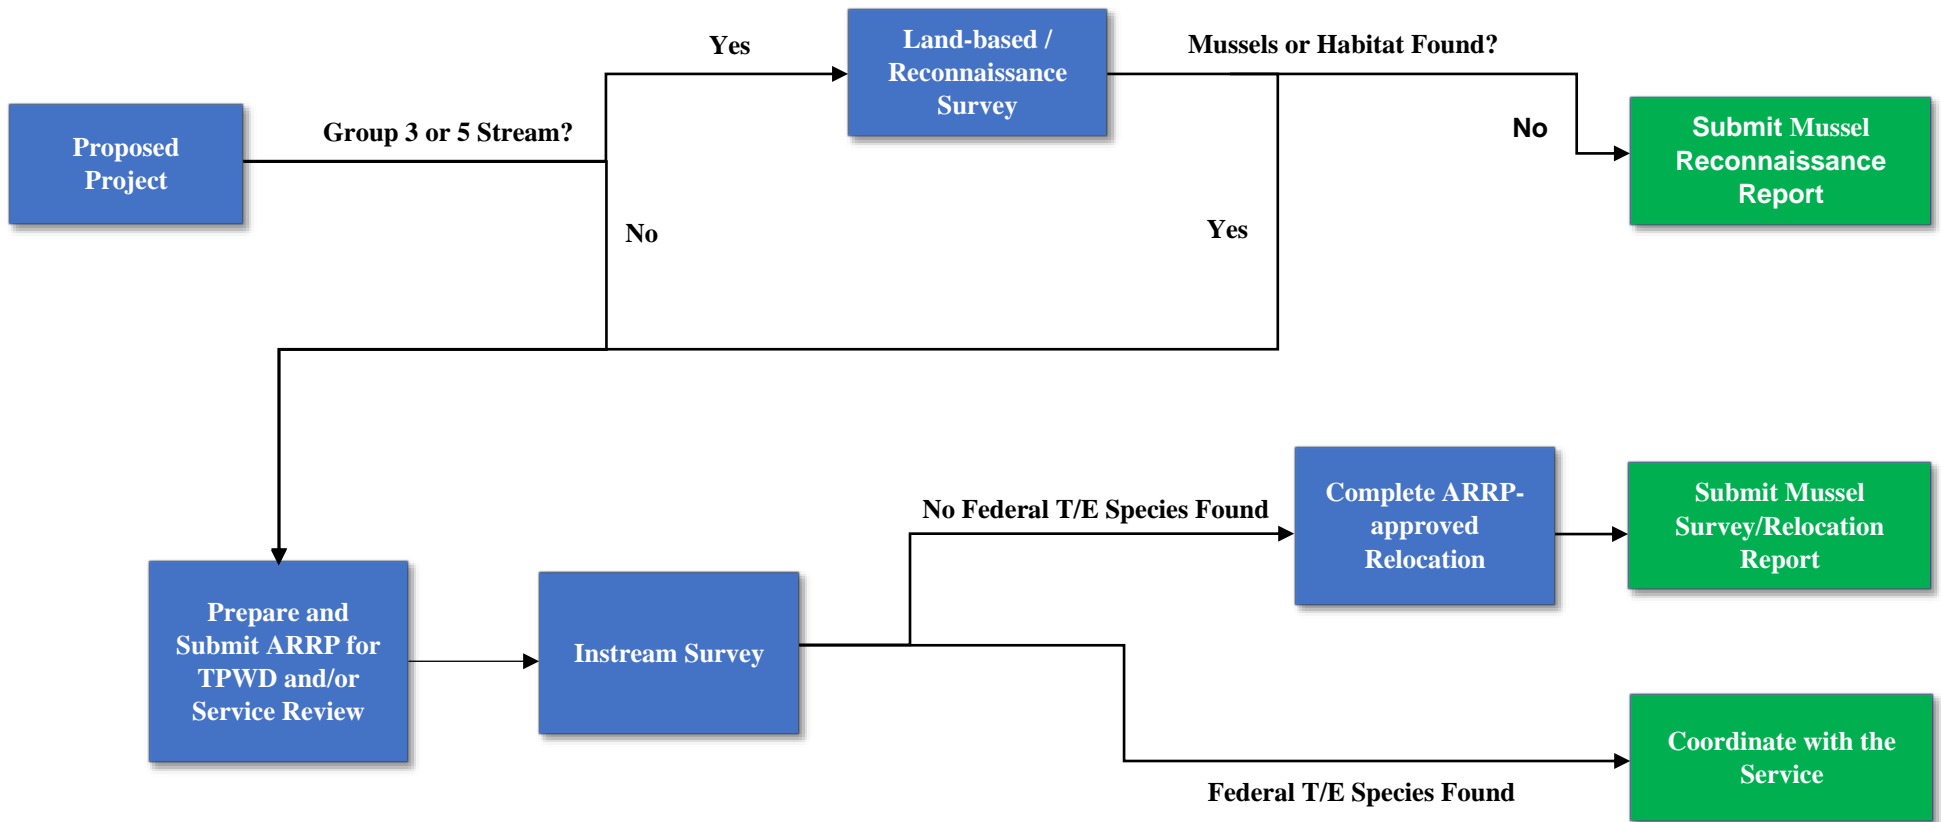 Proposed
Project
Group 3 or 5 Stream?
Yes
No
Land-based /
Reconnaissance
Survey
Mussels or Habitat Found?
No
Yes
Submit Mussel
Reconnaissance
Report
Prepare and
Submit ARRP for
TPWD and/or
Service Review
Instream Survey
No Federal T/E Species Found
Complete ARRP-
approved
Relocation
Submit Mussel
Survey/Relocation
Report
Federal T/E Species Found
Coordinate with the
Service